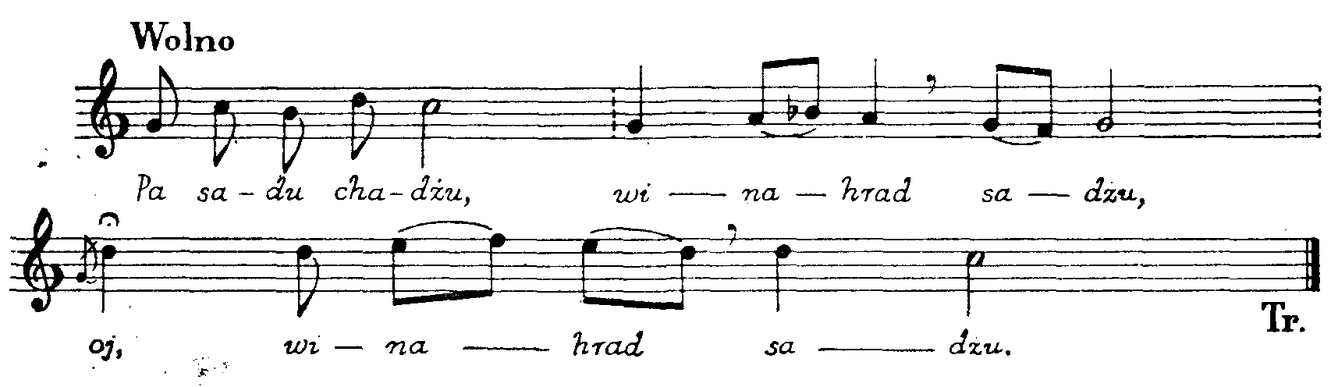 Wolno
Pa sa - du cha - dżu, wi — na — hrad sa — dżu,
oj, wi — na — hrad sa — dżu.
Tr.